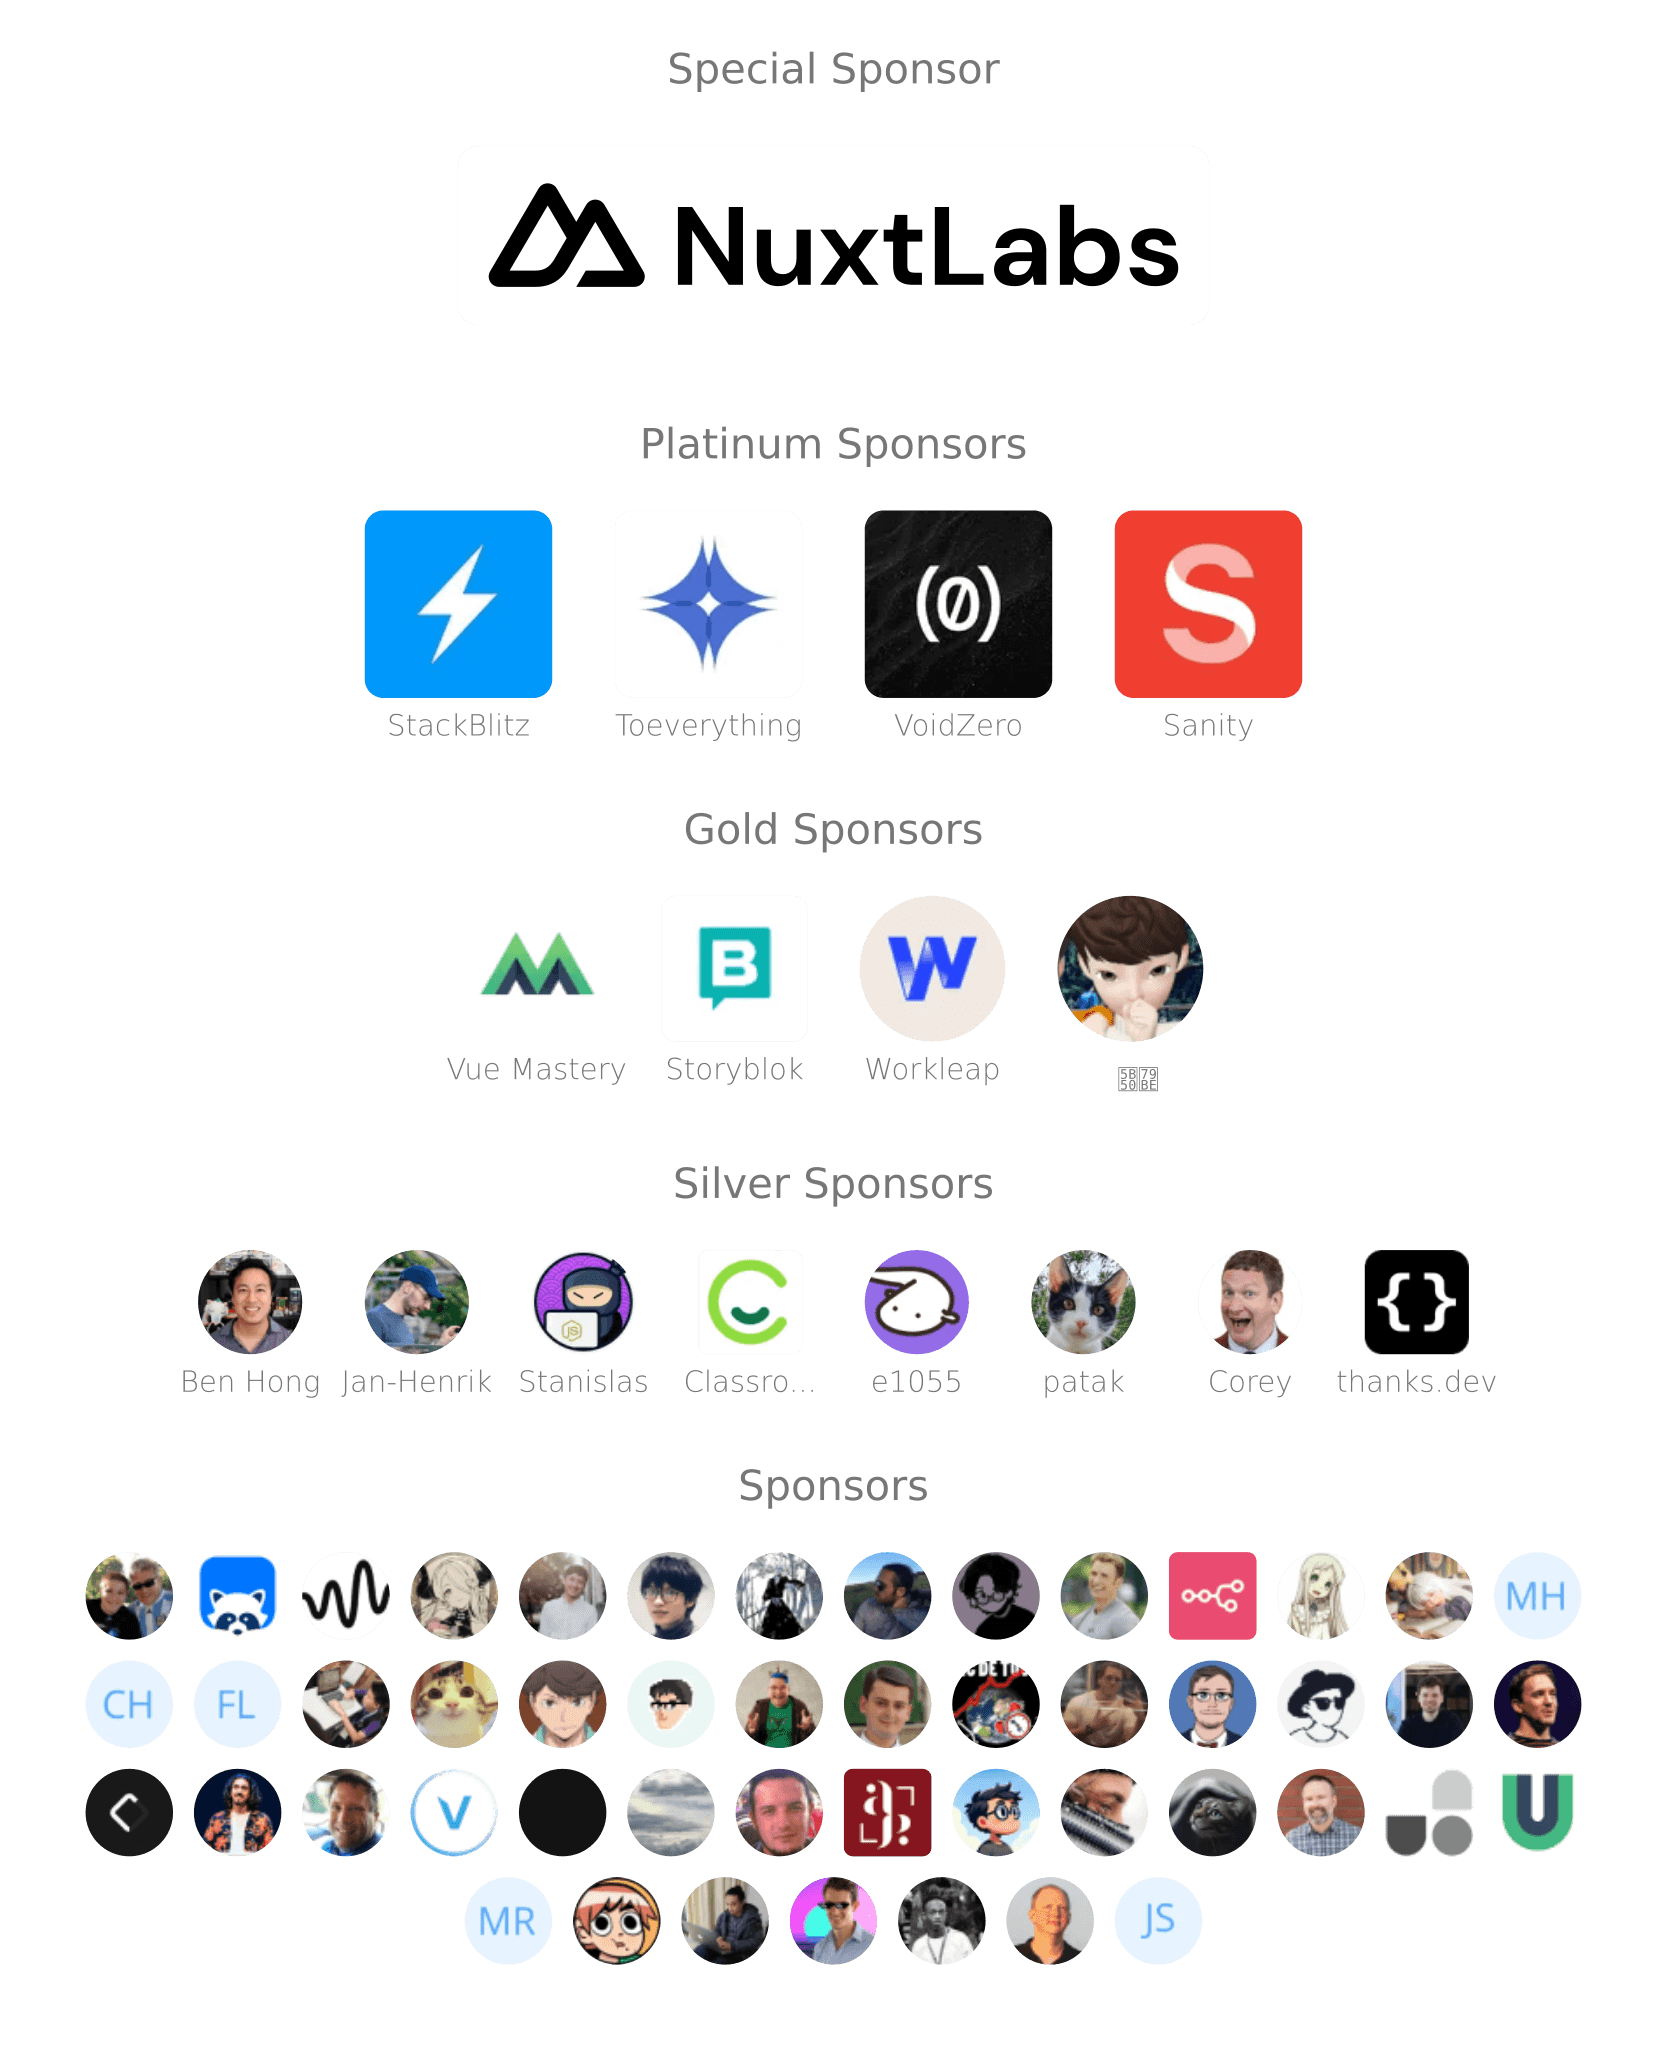 Special Sponsor
NuxtLabs
Platinum Sponsors
StackBlitz Toeverything VoidZero Sanity
Gold Sponsors
Vue Mastery Storyblok Workleap
Silver Sponsors
Ben Hong Jan-Henrik Stanislas Classro... e1055 patak Corey thanks.dev
Sponsors
MH
CH FL
MR JS